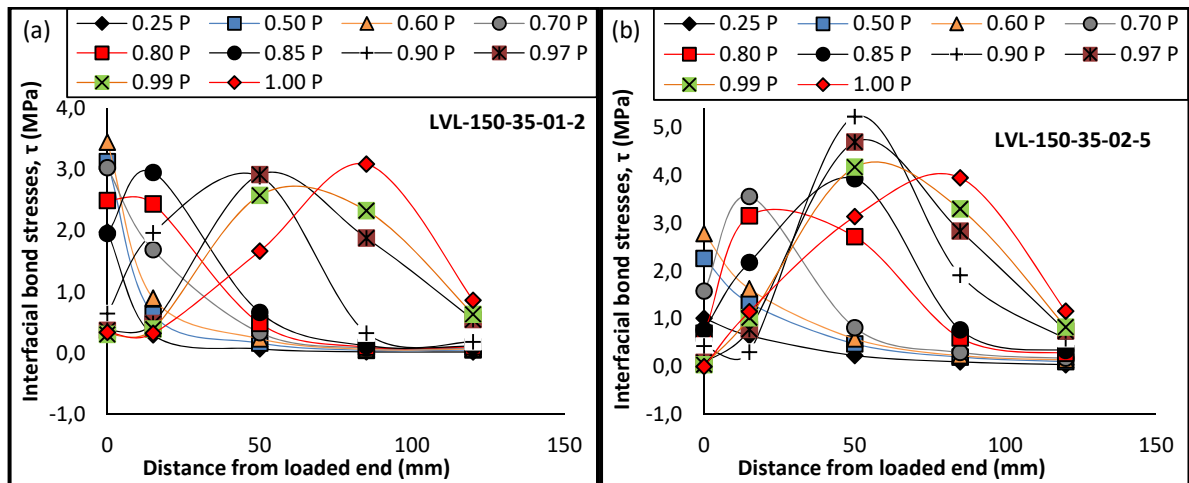 (a)
0.25 P 0.50 P 0.60 P 0.70 P
0.80 P 0.85 P 0.90 P 0.97 P
0.99 P 1.00 P
LVL-150-35-01-2
Interfacial bond stresses, τ (MPa)
4,0
3,0
2,0
1,0
0,0
-1,0
0 50 100 150
Distance from loaded end (mm)
(b)
0.25 P 0.50 P 0.60 P 0.70 P
0.80 P 0.85 P 0.90 P 0.97 P
0.99 P 1.00 P
LVL-150-35-02-5
Interfacial bond stresses, τ (MPa)
5,0
4,0
3,0
2,0
1,0
0,0
-1,0
0 50 100 150
Distance from loaded end (mm)